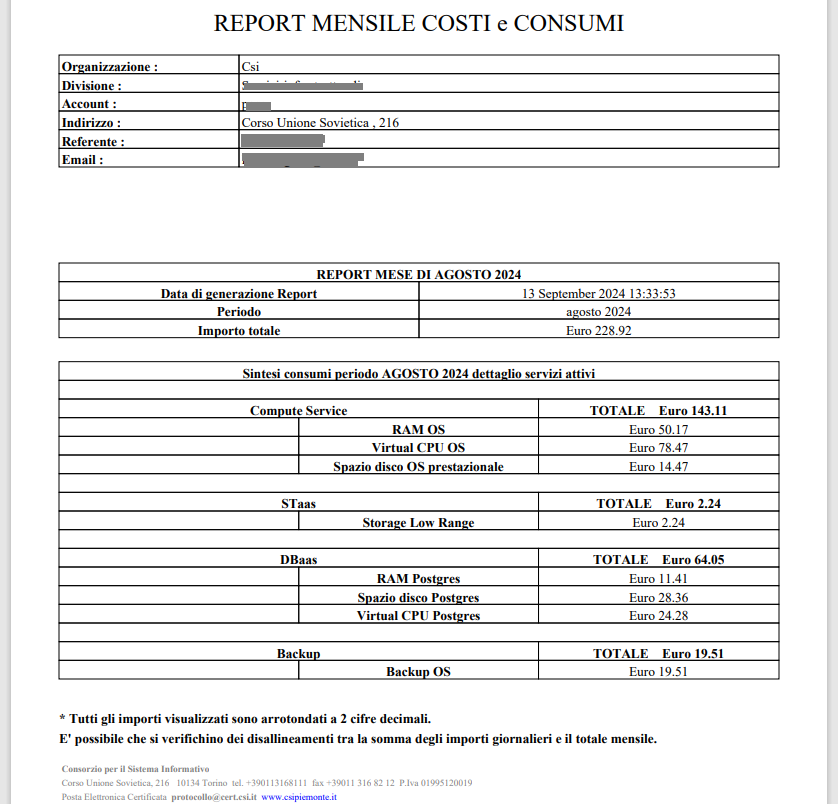 REPORT MENSILE COSTI e CONSUMI
Organizzazione : Csi
Divisione :
Account :
Indirizzo : Corso Unione Sovietica , 216
Referente :
Email :
REPORT MESE DI AGOSTO 2024
Data di generazione Report 13 September 2024 13:33:53
Periodo agosto 2024
Importo totale Euro 228.92
Sintesi consumi periodo AGOSTO 2024 dettaglio servizi attivi
Compute Service TOTALE Euro 143.11
RAM OS Euro 50.17
Virtual CPU OS Euro 78.47
Spazio disco OS prestazionale Euro 14.47
STaas TOTALE Euro 2.24
Storage Low Range Euro 2.24
DBaas TOTALE Euro 64.05
RAM Postgres Euro 11.41
Spazio disco Postgres Euro 28.36
Virtual CPU Postgres Euro 24.28
Backup TOTALE Euro 19.51
Backup OS Euro 19.51
* Tutti gli importi visualizzati sono arrotondati a 2 cifre decimali.
E' possibile che si verifichino dei disallineamenti tra la somma degli importi giornalieri e il totale mensile.
Consorzio per il Sistema Informativo
Corso Unione Sovietica, 216 10134 Torino tel. +390113168111 fax +39011 316 82 12 P.Iva 01995120019
Posta Elettronica Certificata protocollo@cert.csi.it www.csipiemonte.it